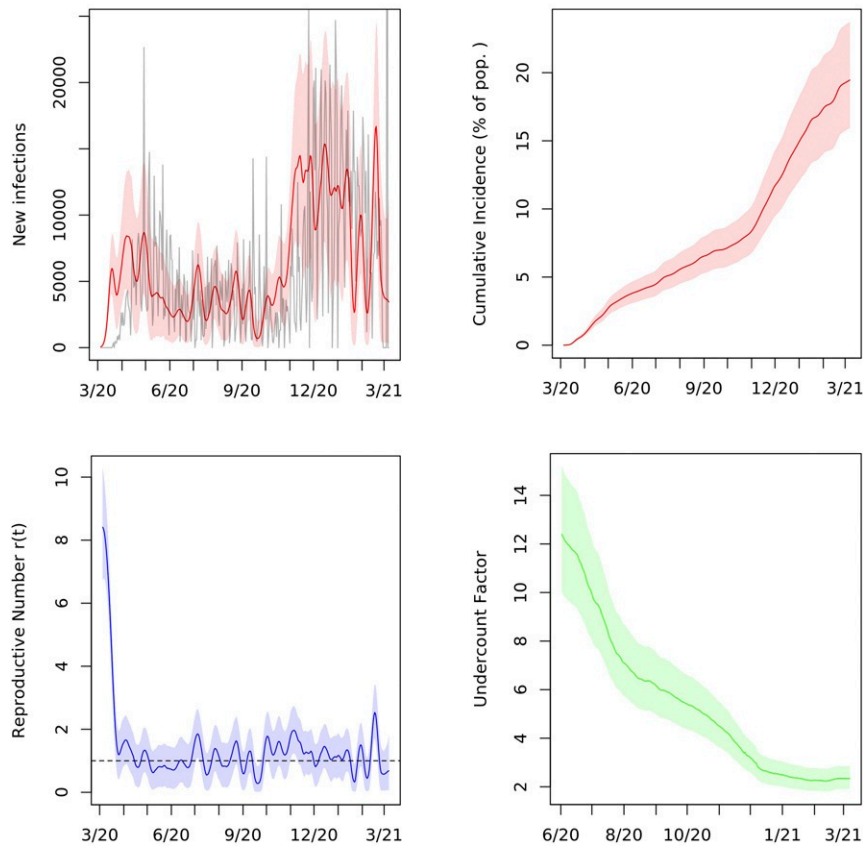 New infections
0
5000
10000
20000
3/20 6/20 9/20 12/20 3/21
Cumulative Incidence (% of pop. )
0
5
10
15
20
3/20 6/20 9/20 12/20 3/21
Reproductive Number r(t)
0
2
4
6
8
10
3/20 6/20 9/20 12/20 3/21
Undercount Factor
2
4
6
8
10
12
14
6/20 8/20 10/20 1/21 3/21